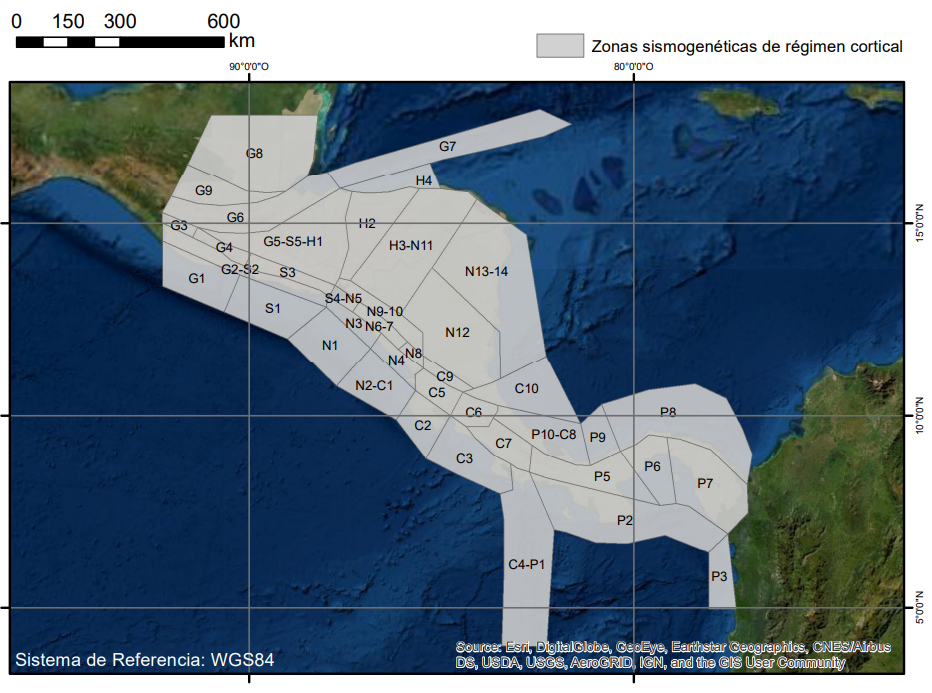 0 150 300 600
km
Zonas sismogenéticas de régimen cortical
90°0'0"O 80°0'0"O
G7
G8
H4
G9
G6
H2
G3
15°0'0"N
G5-S5-H1
H3-N11
G4
G2-S2
S3
N13-14
G1
S4-N5
S1
N9-10
N3
N6-7
N12
N1
N8
N4
C9
N2-C1
C5
C10
C6
P8
10°0'0"N
C2
P10-C8
P9
C7
C3
P6
P5
P7
P2
C4-P1
P3
5°0'0"N
Source: Esri, DigitalGlobe, GeoEye, Earthstar Geographics, CNES/Airbus
DS, USDA, USGS, AeroGRID, IGN, and the GIS User Community
Sistema de Referencia: WGS84